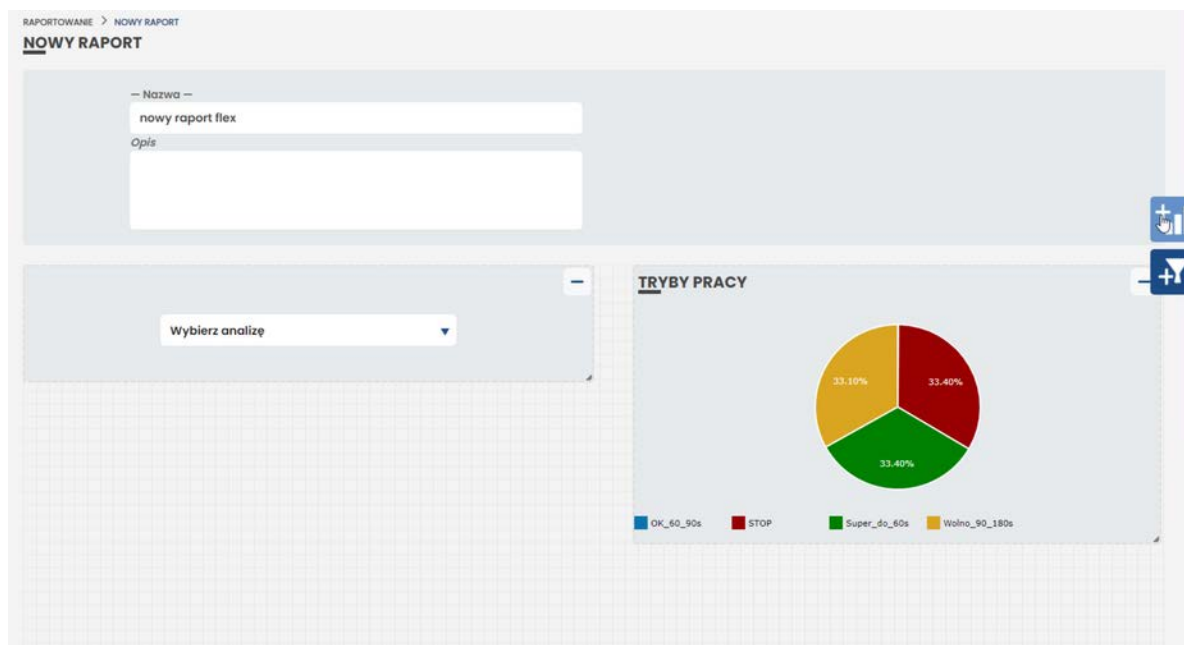 RAPORTOWANIE > NOWY RAPORT
NOWY RAPORT
— Nazwa —
nowy raport flex
Opis
Wybierz analizę
TRYBY PRACY
33.10%
33.40%
33.40%
OK_60_90s STOP Super_do_60s Wolno_90_180s